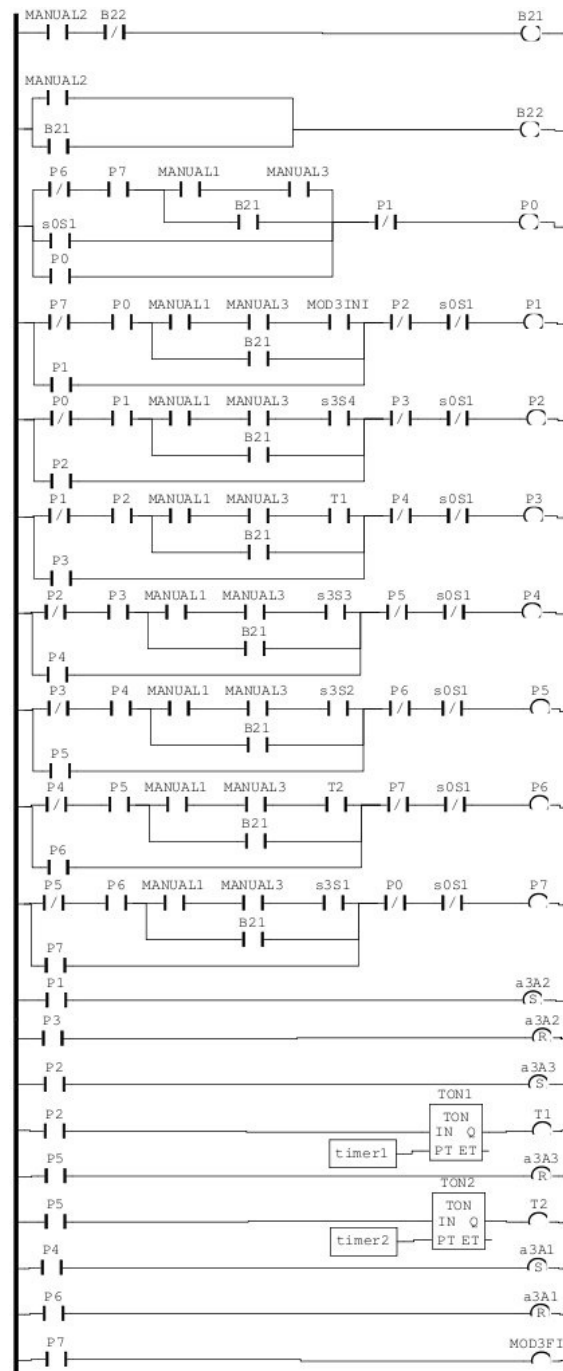 MANUAL2 B22 B21
MANUAL2
B22
B21
P6 P7 MANUAL1 MANUAL3
B21 P1 P0
s0S1
P0
P7 P0 MANUAL1 MANUAL3 MOD3INI P2 s0S1 P1
B21
P1
P0 P1 MANUAL1 MANUAL3 s3S4 P3 s0S1 P2
B21
P2
P1 P2 MANUAL1 MANUAL3 T1 P4 s0S1 P3
B21
P3
P2 P3 MANUAL1 MANUAL3 s3S3 P5 s0S1 P4
B21
P4
P3 P4 MANUAL1 MANUAL3 s3S2 P6 s0S1 P5
B21
P5
P4 P5 MANUAL1 MANUAL3 T2 P7 s0S1 P6
B21
P6
P5 P6 MANUAL1 MANUAL3 s3S1 P0 s0S1 P7
B21
P7
P1 a3A2
S
P3 a3A2
R
P2 a3A3
S
TON1
P2 TON T1
IN Q
timer1 PT ET
P5 a3A3
R
TON2
P5 TON T2
IN Q
timer2 PT ET
P4 a3A1
S
P6 a3A1
R
P7 MOD3FI